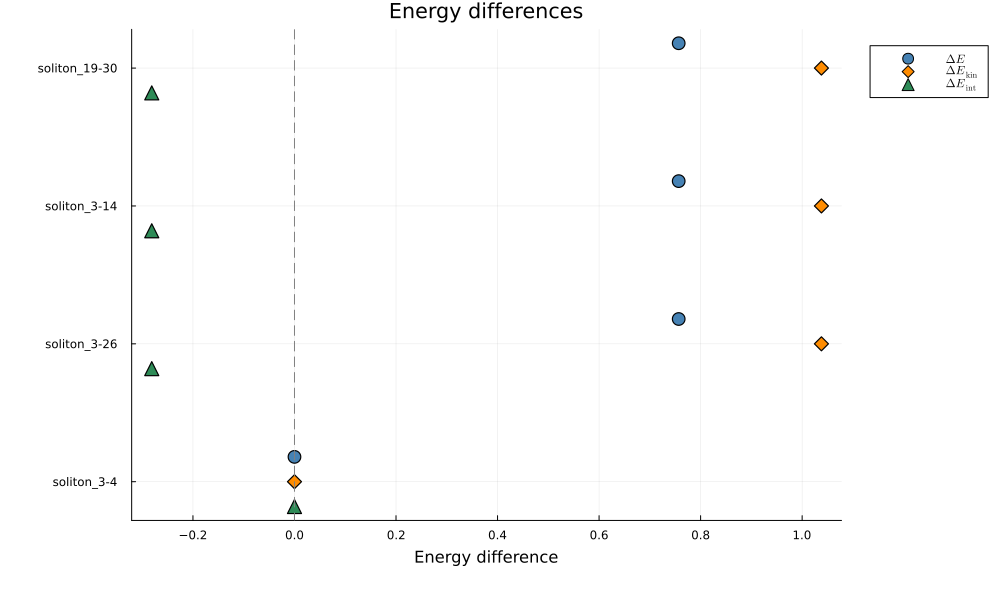 Energy differences
soliton_19-30
soliton_3-14
soliton_3-26
soliton_3-4
−0.2 0.0 0.2 0.4 0.6 0.8 1.0
Energy difference
ΔE
ΔE_kin
ΔE_int